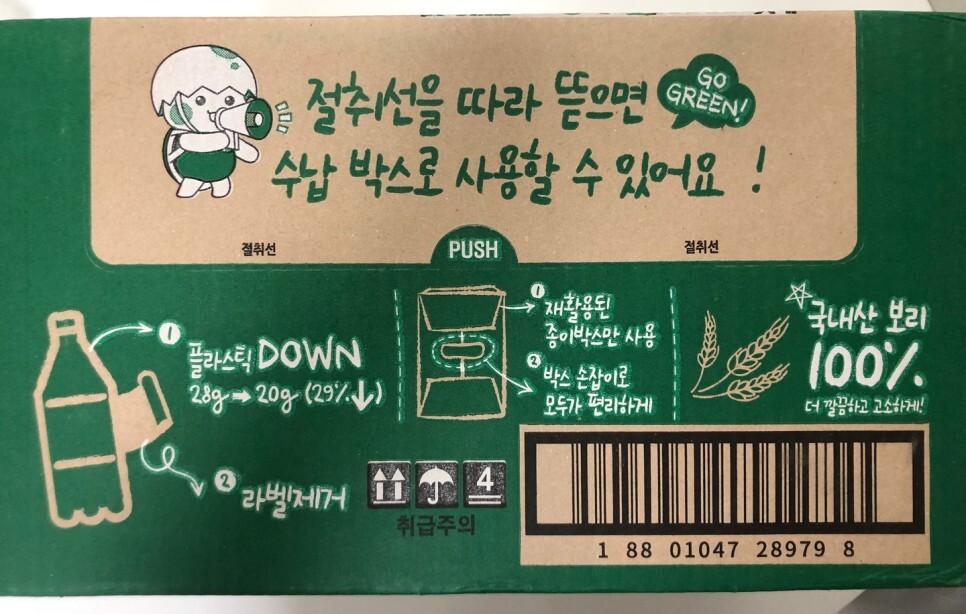 절취선을 따라 뜯으면
GO
GREEN!
수납 박스로 사용할 수 있어요 !
절취선
PUSH
절취선
1 플라스틱 DOWN
28g→20g (29%↓)
2 라벨제거
1 재활용된
종이박스만 사용
2 박스 손잡이로
모두가 편리하게
국내산 보리
100%
더 깔끔하고 고소하게!
4
취급주의
1 88 01047 28979 8